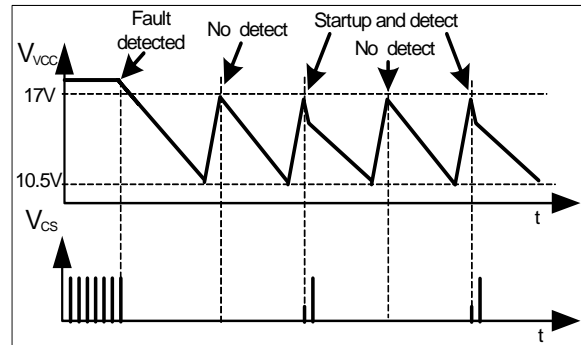 Fault
detected
No detect
Startup and detect
No detect
VVCC
17V
10.5V
t
VCS
t